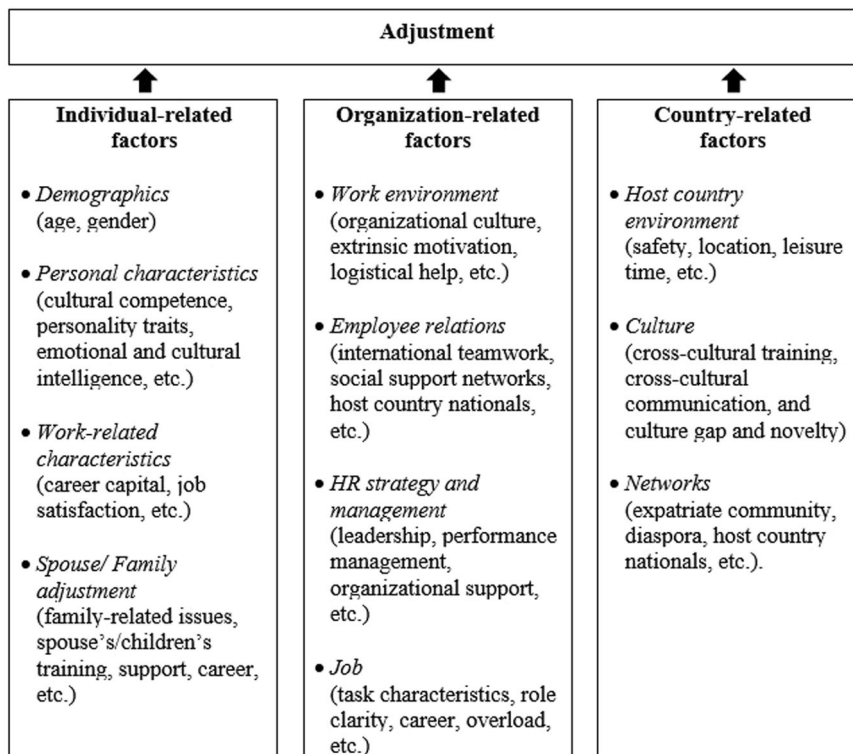 Adjustment
Individual-related
factors
• Demographics
(age, gender)
• Personal characteristics
(cultural competence,
personality traits,
emotional and cultural
intelligence, etc.)
• Work-related
characteristics
(career capital, job
satisfaction, etc.)
• Spouse/ Family
adjustment
(family-related issues,
spouse's/children's
training, support, career,
etc.)
Organization-related
factors
• Work environment
(organizational culture,
extrinsic motivation,
logistical help, etc.)
• Employee relations
(international teamwork,
social support networks,
host country nationals,
etc.)
• HR strategy and
management
(leadership, performance
management,
organizational support,
etc.)
• Job
(task characteristics, role
clarity, career, overload,
etc.)
Country-related
factors
• Host country
environment
(safety, location, leisure
time, etc.)
• Culture
(cross-cultural training,
cross-cultural
communication, and
culture gap and novelty)
• Networks
(expatriate community,
diaspora, host country
nationals, etc.).